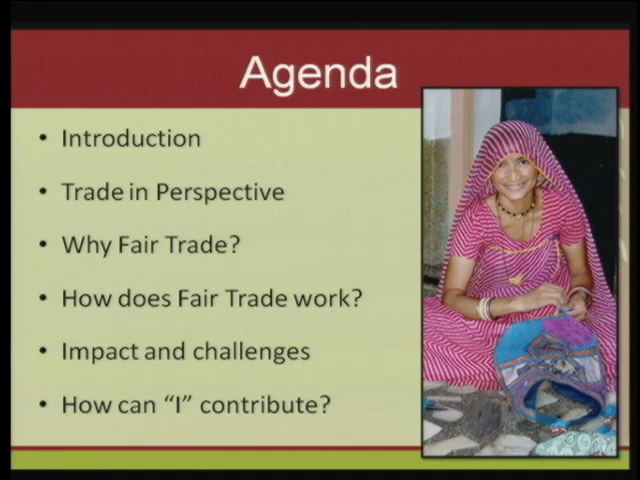 Agenda
• Introduction
• Trade in Perspective
• Why Fair Trade?
• How does Fair Trade work?
• Impact and challenges
• How can “I” contribute?